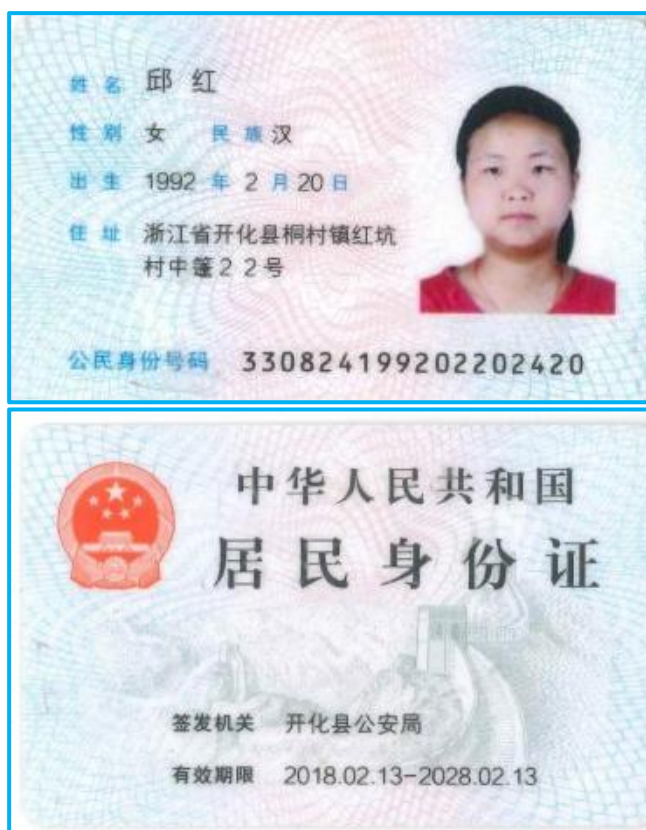 姓名 邱红
性别 女 民族 汉
出生 1992 年 2 月 20 日
住址 浙江省开化县桐村镇红坑
村中篷22号
公民身份号码 330824199202202420
中华人民共和国
居民身份证
签发机关 开化县公安局
有效期限 2018.02.13-2028.02.13